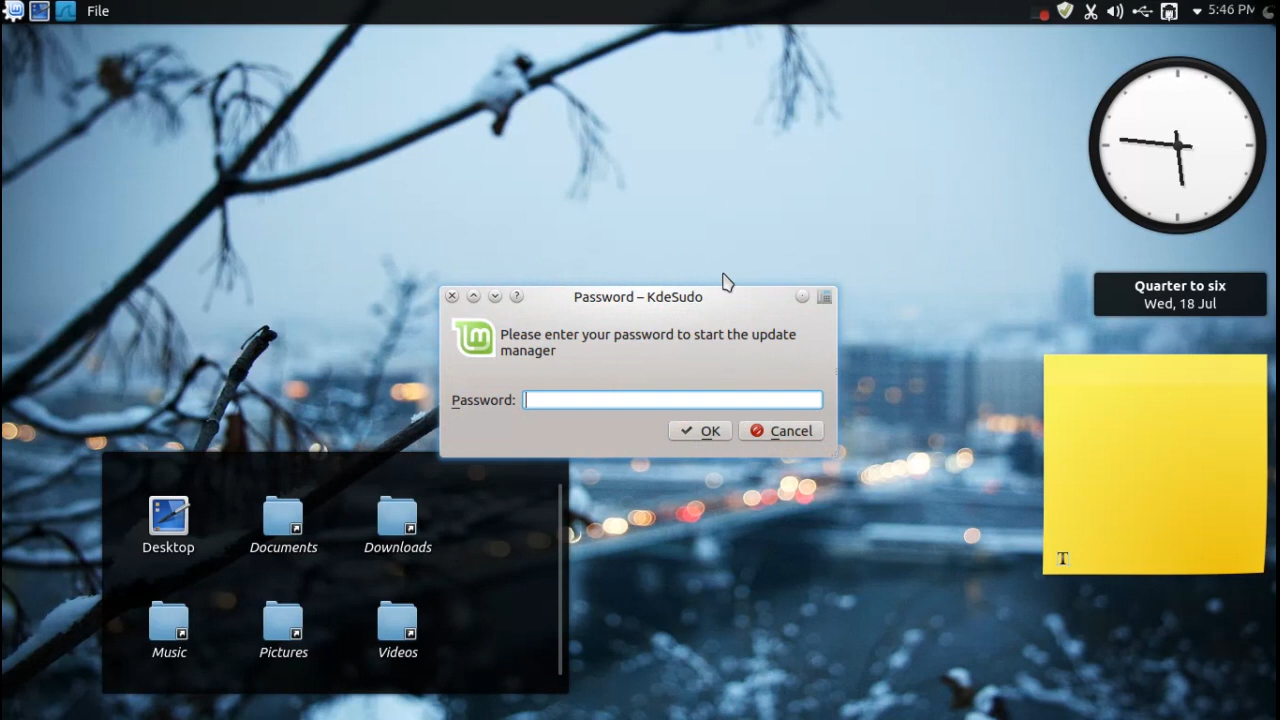 File
5:46 PM
Quarter to six
Wed, 18 Jul
Password – KdeSudo
Please enter your password to start the update
manager
Password:
OK
Cancel
Desktop
Documents
Downloads
Music
Pictures
Videos
T